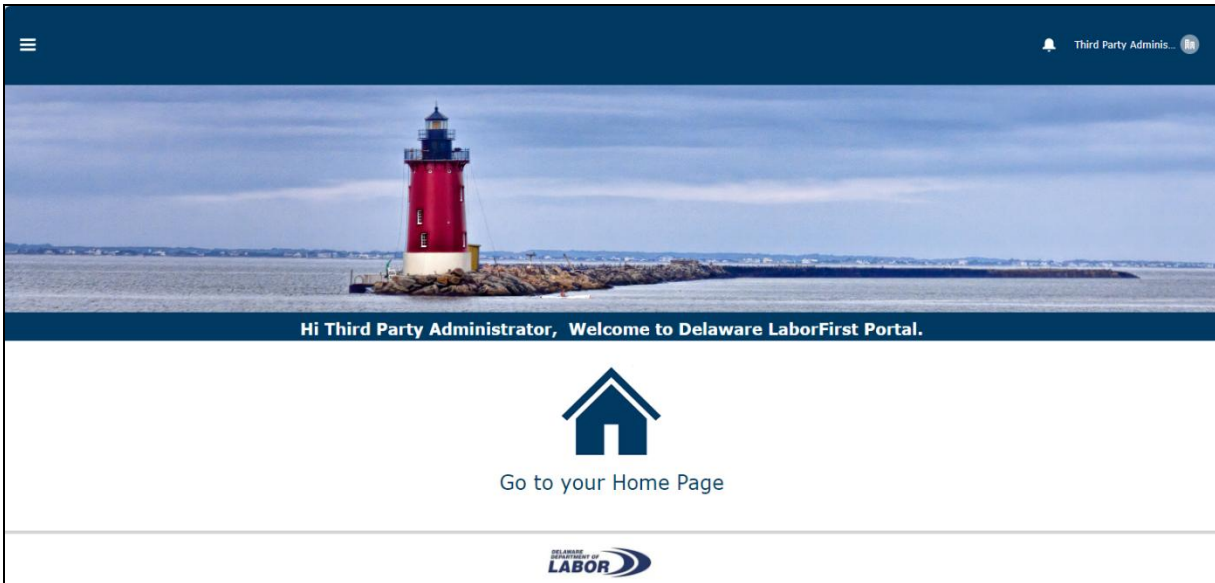 Third Party Adminis...
Hi Third Party Administrator, Welcome to Delaware LaborFirst Portal.
Go to your Home Page
DELAWARE
DEPARTMENT OF
LABOR